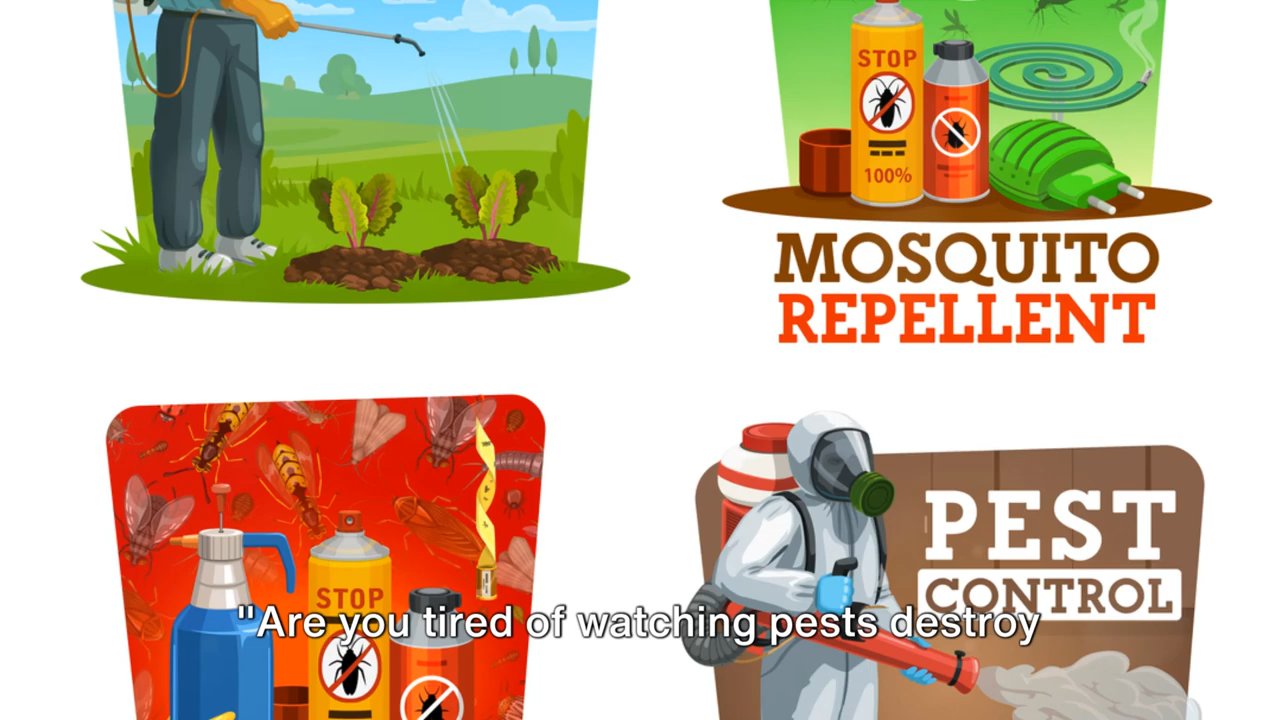 STOP
100%
MOSQUITO
REPELLENT
STOP
PEST
CONTROL
"Are you tired of watching pests destroy